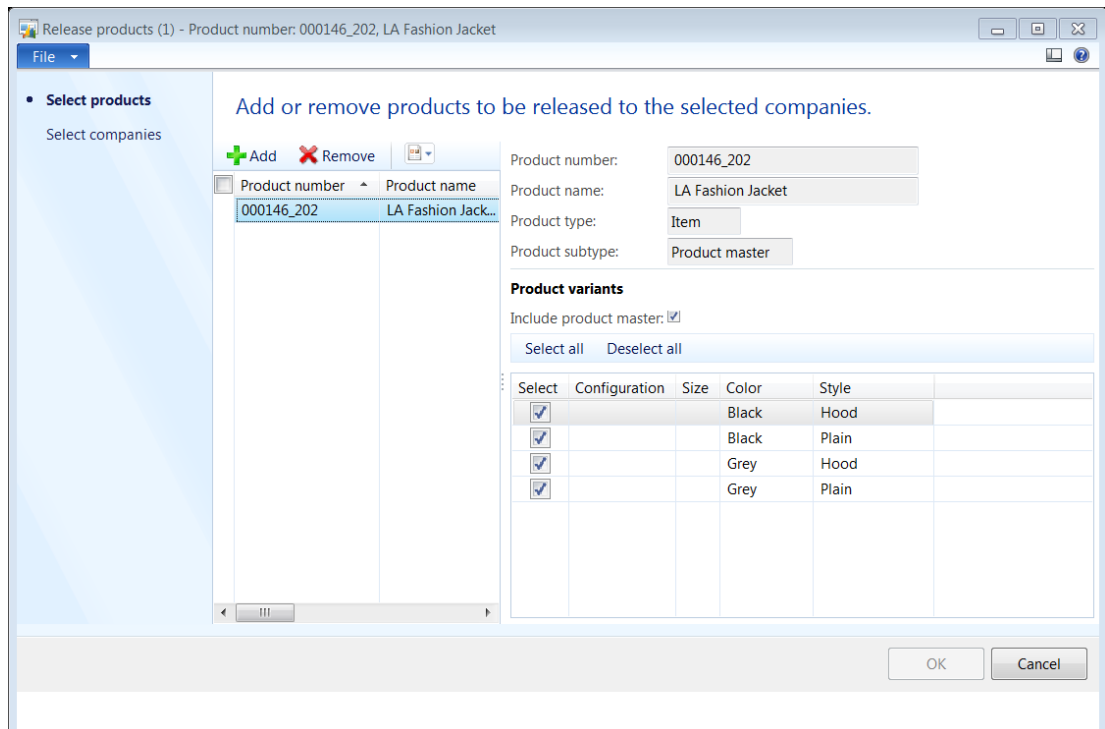 Release products (1) - Product number: 000146_202, LA Fashion Jacket
File
Select products
Select companies
Add or remove products to be released to the selected companies.
Add Remove
Product number Product name
000146_202 LA Fashion Jack...
Product number: 000146_202
Product name: LA Fashion Jacket
Product type: Item
Product subtype: Product master
Product variants
Include product master:
Select all Deselect all
Select Configuration Size Color Style
Black Hood
Black Plain
Grey Hood
Grey Plain
OK Cancel